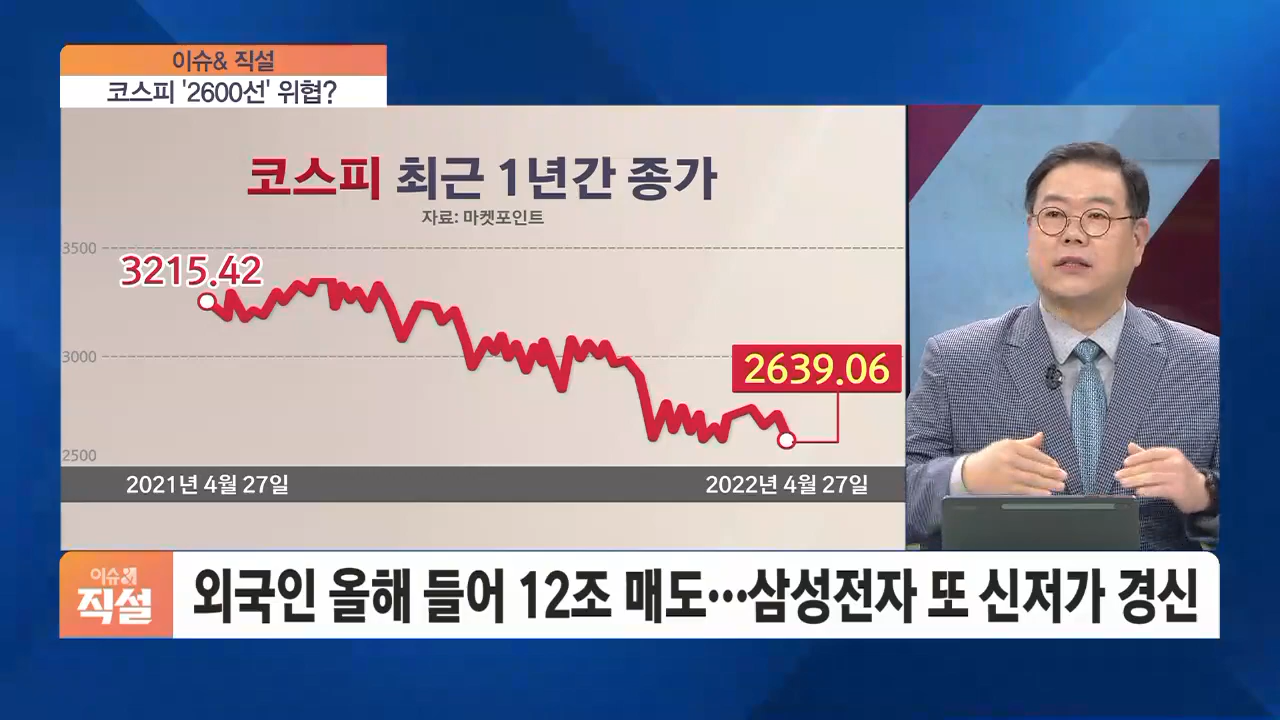 이슈& 직설
코스피 '2600선' 위협?
코스피 최근 1년간 종가
자료: 마켓포인트
3500
3215.42
3000
2639.06
2500
2021년 4월 27일
2022년 4월 27일
이슈&
직설
외국인 올해 들어 12조 매도…삼성전자 또 신저가 경신